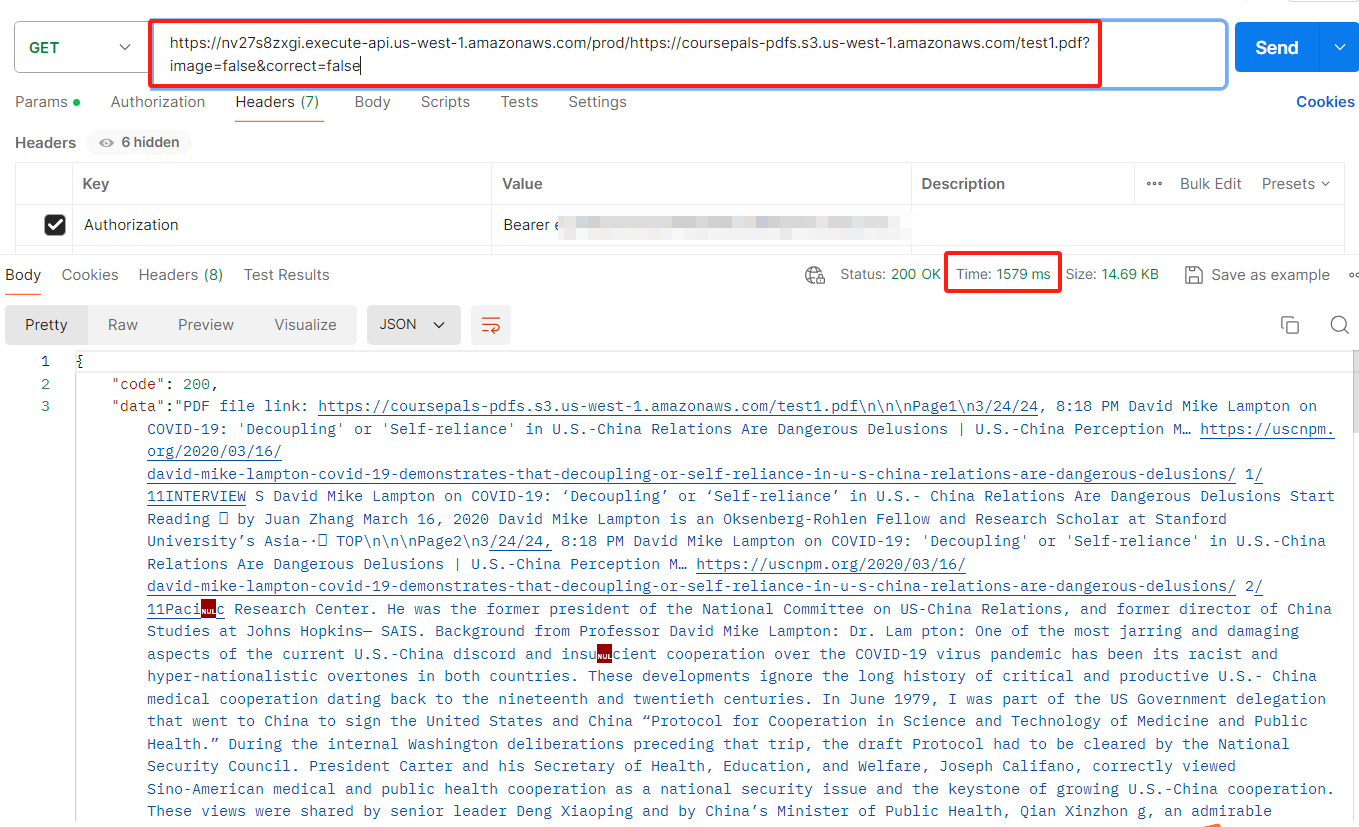 GET
https://nv27s8zxgi.execute-api.us-west-1.amazonaws.com/prod/https://coursepals-pdfs.s3.us-west-1.amazonaws.com/test1.pdf?
image=false&correct=false
Send
Params Authorization Headers (7) Body Scripts Tests Settings Cookies
Headers 6 hidden
Key Value Description ••• Bulk Edit Presets
Authorization Bearer
Body Cookies Headers (8) Test Results Status: 200 OK Time: 1579 ms Size: 14.69 KB Save as example
Pretty Raw Preview Visualize JSON
1 {
2 "code": 200,
3 "data":"PDF file link: https://coursepals-pdfs.s3.us-west-1.amazonaws.com/test1.pdf\n\n\nPage1\n3/24/24, 8:18 PM David Mike Lampton on
COVID-19: 'Decoupling' or 'Self-reliance' in U.S.-China Relations Are Dangerous Delusions | U.S.-China Perception M… https://uscnpm.
org/2020/03/16/
david-mike-lampton-covid-19-demonstrates-that-decoupling-or-self-reliance-in-u-s-china-relations-are-dangerous-delusions/ 1/
11INTERVIEW S David Mike Lampton on COVID-19: ‘Decoupling’ or ‘Self-reliance’ in U.S.- China Relations Are Dangerous Delusions Start
Reading by Juan Zhang March 16, 2020 David Mike Lampton is an Oksenberg-Rohlen Fellow and Research Scholar at Stanford
University’s Asia-· TOP\n\n\nPage2\n3/24/24, 8:18 PM David Mike Lampton on COVID-19: 'Decoupling' or 'Self-reliance' in U.S.-China
Relations Are Dangerous Delusions | U.S.-China Perception M… https://uscnpm.org/2020/03/16/
david-mike-lampton-covid-19-demonstrates-that-decoupling-or-self-reliance-in-u-s-china-relations-are-dangerous-delusions/ 2/
11PaciNULc Research Center. He was the former president of the National Committee on US-China Relations, and former director of China
Studies at Johns Hopkins— SAIS. Background from Professor David Mike Lampton: Dr. Lam pton: One of the most jarring and damaging
aspects of the current U.S.-China discord and insuNULcient cooperation over the COVID-19 virus pandemic has been its racist and
hyper-nationalistic overtones in both countries. These developments ignore the long history of critical and productive U.S.- China
medical cooperation dating back to the nineteenth and twentieth centuries. In June 1979, I was part of the US Government delegation
that went to China to sign the United States and China “Protocol for Cooperation in Science and Technology of Medicine and Public
Health.” During the internal Washington deliberations preceding that trip, the draft Protocol had to be cleared by the National
Security Council. President Carter and his Secretary of Health, Education, and Welfare, Joseph Califano, correctly viewed
Sino-American medical and public health cooperation as a national security issue and the keystone of growing U.S.-China cooperation.
These views were shared by senior leader Deng Xiaoping and by China’s Minister of Public Health, Qian Xinzhon g, an admirable